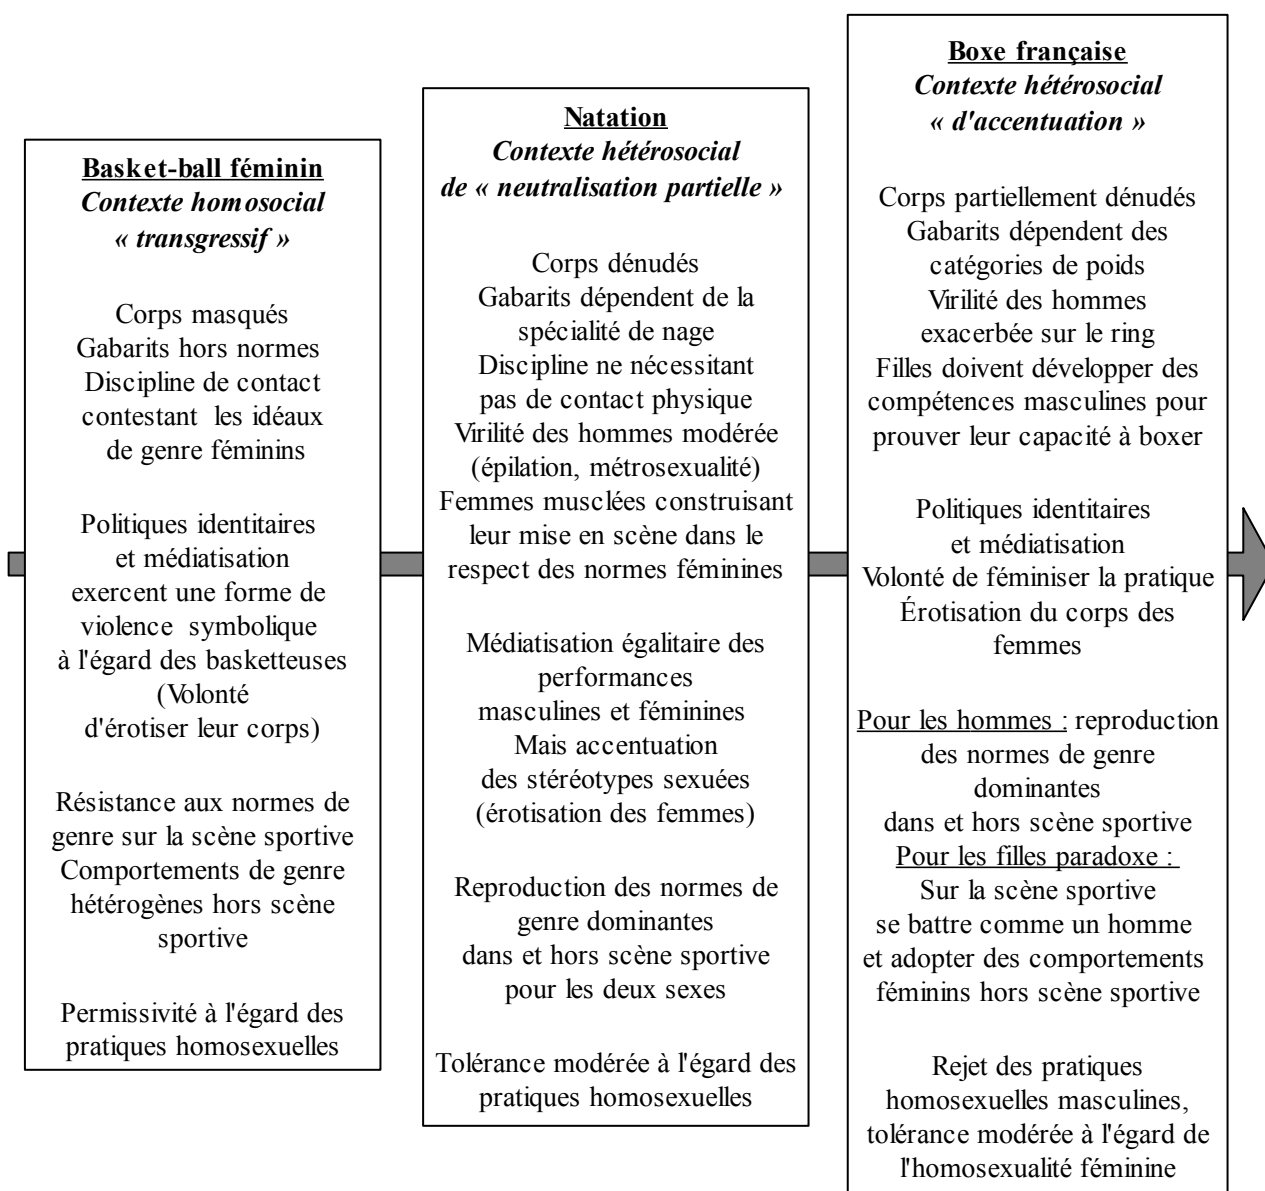 Basket-ball féminin
Contexte homosocial
« transgressif »
Corps masqués
Gabarits hors normes
Discipline de contact
contestant les idéaux
de genre féminins
Politiques identitaires
et médiatisation
exercent une forme de
violence symbolique
à l'égard des basketteuses
(Volonté
d'érotiser leur corps)
Résistance aux normes de
genre sur la scène sportive
Comportements de genre
hétérogènes hors scène
sportive
Permissivité à l'égard des
pratiques homosexuelles
Natation
Contexte hétérosocial
de « neutralisation partielle »
Corps dénudés
Gabarits dépendent de la
spécialité de nage
Discipline ne nécessitant
pas de contact physique
Virilité des hommes modérée
(épilation, métrosexualité)
Femmes musclées construisant
leur mise en scène dans le
respect des normes féminines
Médiatisation égalitaire des
performances
masculines et féminines
Mais accentuation
des stéréotypes sexuées
(érotisation des femmes)
Reproduction des normes de
genre dominantes
dans et hors scène sportive
pour les deux sexes
Tolérance modérée à l'égard des
pratiques homosexuelles
Boxe française
Contexte hétérosocial
« d'accentuation »
Corps partiellement dénudés
Gabarits dépendent des
catégories de poids
Virilité des hommes
exacerbée sur le ring
Filles doivent développer des
compétences masculines pour
prouver leur capacité à boxer
Politiques identitaires
et médiatisation
Volonté de féminiser la pratique
Érotisation du corps des
femmes
Pour les hommes : reproduction
des normes de genre
dominantes
dans et hors scène sportive
Pour les filles paradoxe :
Sur la scène sportive
se battre comme un homme
et adopter des comportements
féminins hors scène sportive
Rejet des pratiques
homosexuelles masculines,
tolérance modérée à l'égard de
l'homosexualité féminine